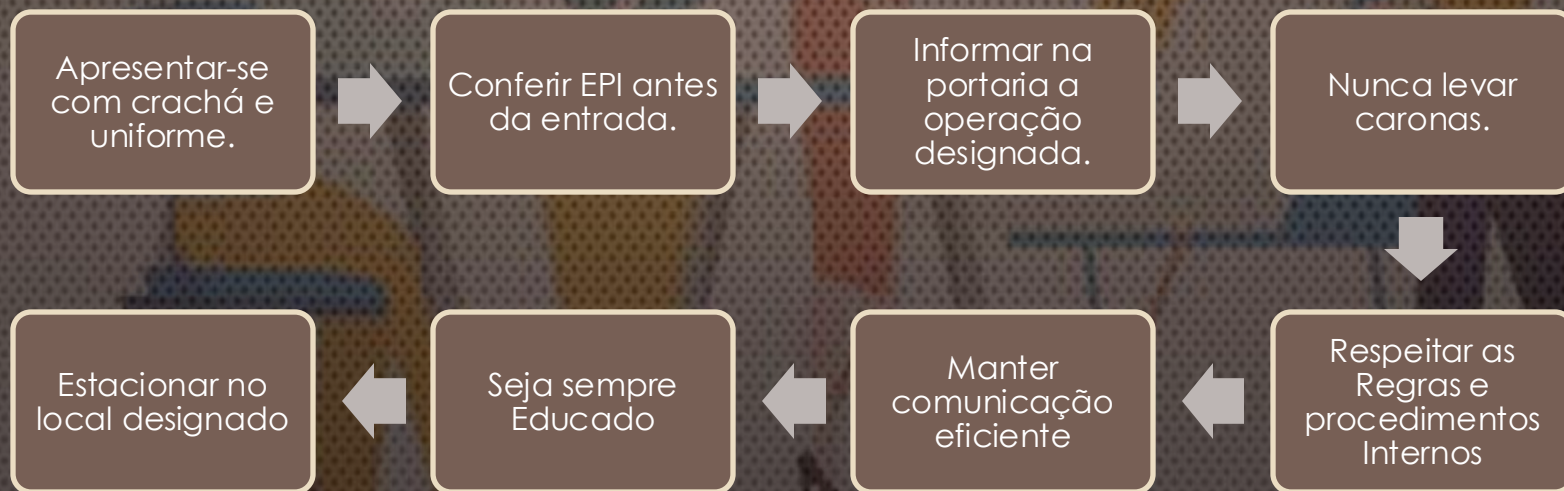 Apresentar-se
com crachá e
uniforme.
Conferir EPI antes
da entrada.
Informar na
portaria a
operação
designada.
Nunca levar
caronas.
Respeitar as
Regras e
procedimentos
Internos
Manter
comunicação
eficiente
Seja sempre
Educado
Estacionar no
local designado